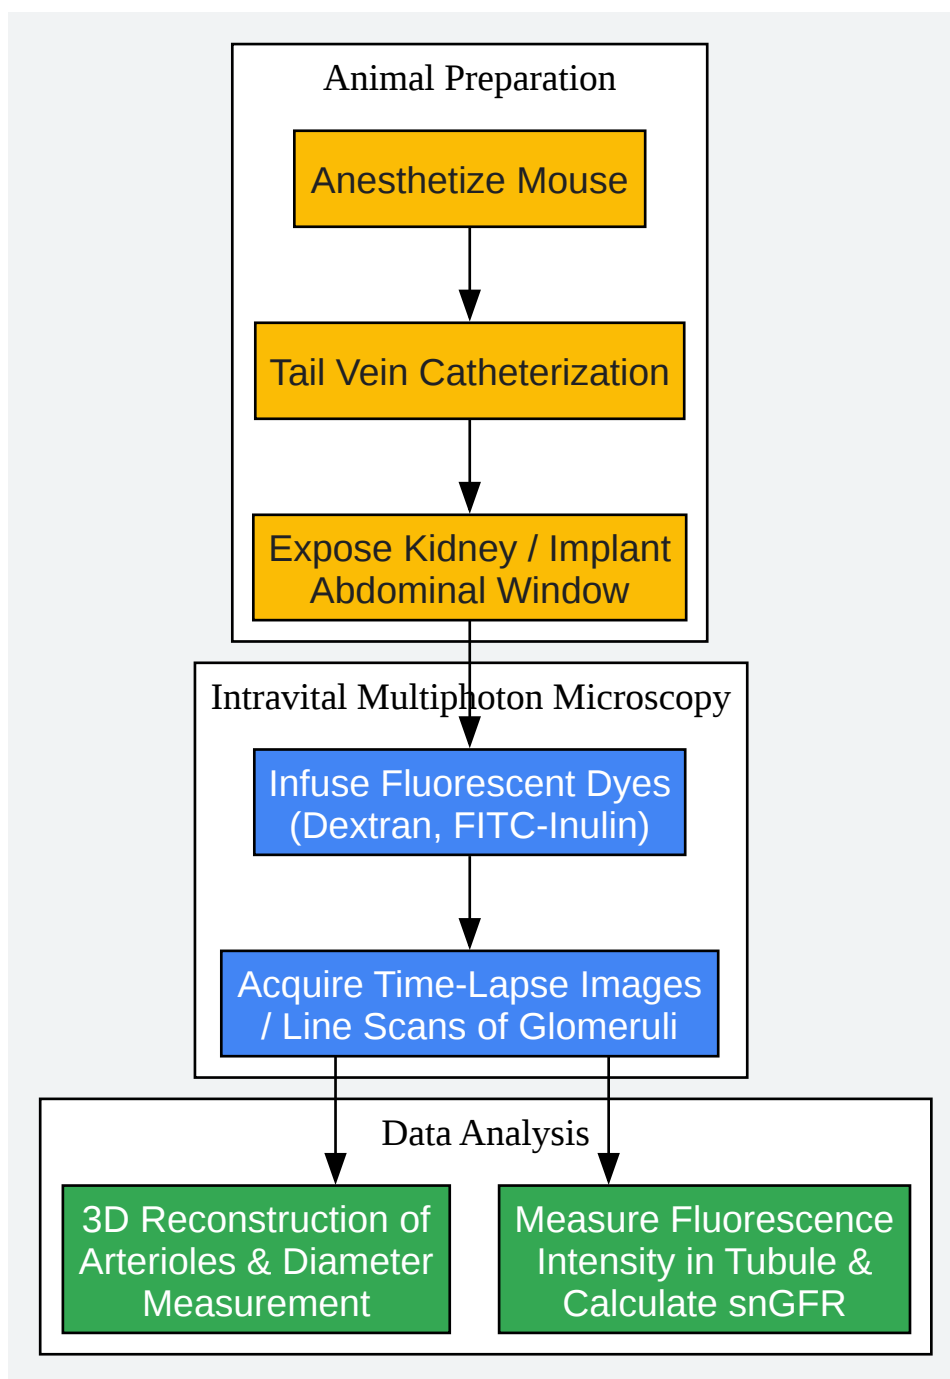 Animal Preparation
Anesthetize Mouse
Tail Vein Catheterization
Expose Kidney / Implant
Abdominal Window
Intravital Multiphoton Microscopy
Infuse Fluorescent Dyes
(Dextran, FITC-Inulin)
Acquire Time-Lapse Images
/ Line Scans of Glomeruli
Data Analysis
3D Reconstruction of
Arterioles & Diameter
Measurement
Measure Fluorescence
Intensity in Tubule &
Calculate snGFR